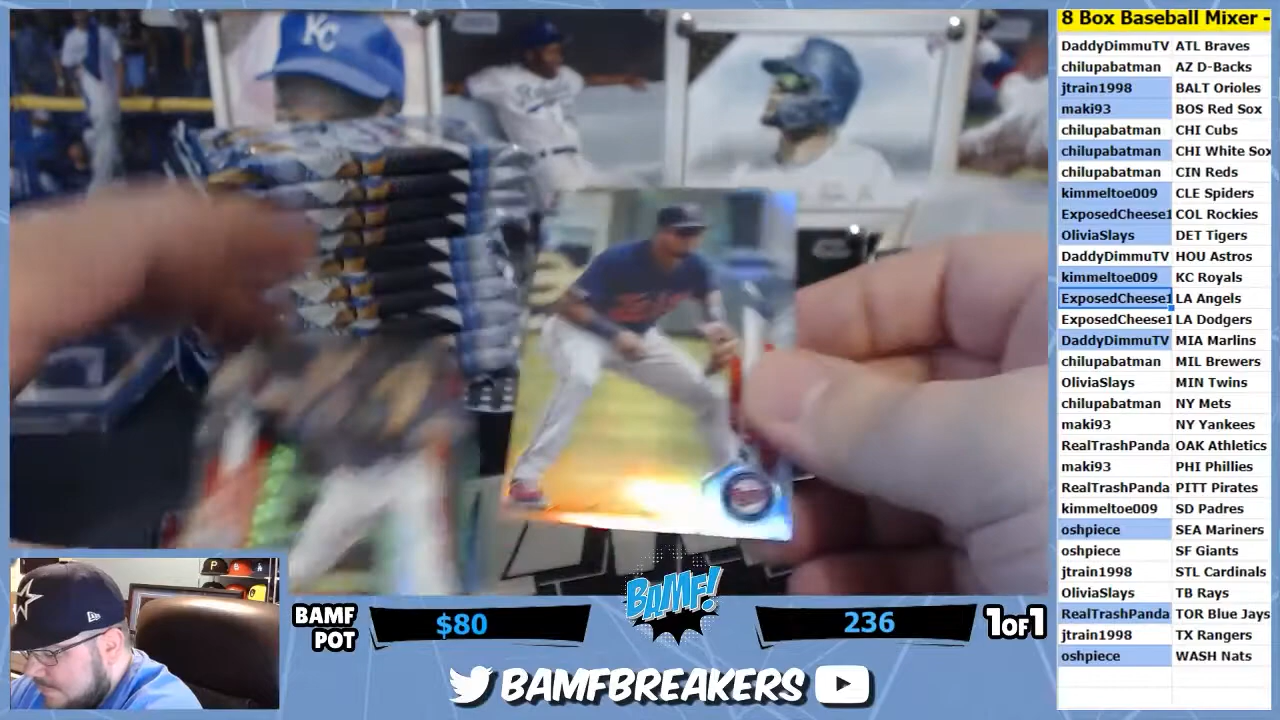 KC
8 Box Baseball Mixer -
DaddyDimmuTV ATL Braves
chilupabatman AZ D-Backs
jtrain1998 BALT Orioles
maki93 BOS Red Sox
chilupabatman CHI Cubs
chilupabatman CHI White Sox
chilupabatman CIN Reds
kimmeltoe009 CLE Spiders
ExposedCheese1 COL Rockies
OliviaSlays DET Tigers
DaddyDimmuTV HOU Astros
kimmeltoe009 KC Royals
ExposedCheese1 LA Angels
ExposedCheese1 LA Dodgers
DaddyDimmuTV MIA Marlins
chilupabatman MIL Brewers
OliviaSlays MIN Twins
chilupabatman NY Mets
maki93 NY Yankees
RealTrashPanda OAK Athletics
maki93 PHI Phillies
RealTrashPanda PITT Pirates
kimmeltoe009 SD Padres
oshpiece SEA Mariners
oshpiece SF Giants
jtrain1998 STL Cardinals
OliviaSlays TB Rays
RealTrashPanda TOR Blue Jays
jtrain1998 TX Rangers
oshpiece WASH Nats
BAMF POT
$80
BAMF!
236
1OF1
BAMFBREAKERS